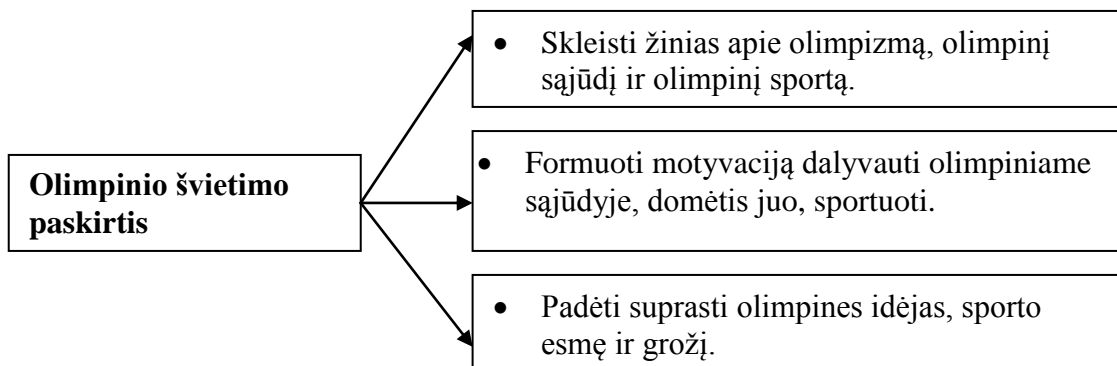 Olimpinio švietimo
paskirtis
• Skleisti žinias apie olimpizmą, olimpinį
sąjūdį ir olimpinį sportą.
• Formuoti motyvaciją dalyvauti olimpiniame
sąjūdyje, domėtis juo, sportuoti.
• Padėti suprasti olimpines idėjas, sporto
esmę ir grožį.